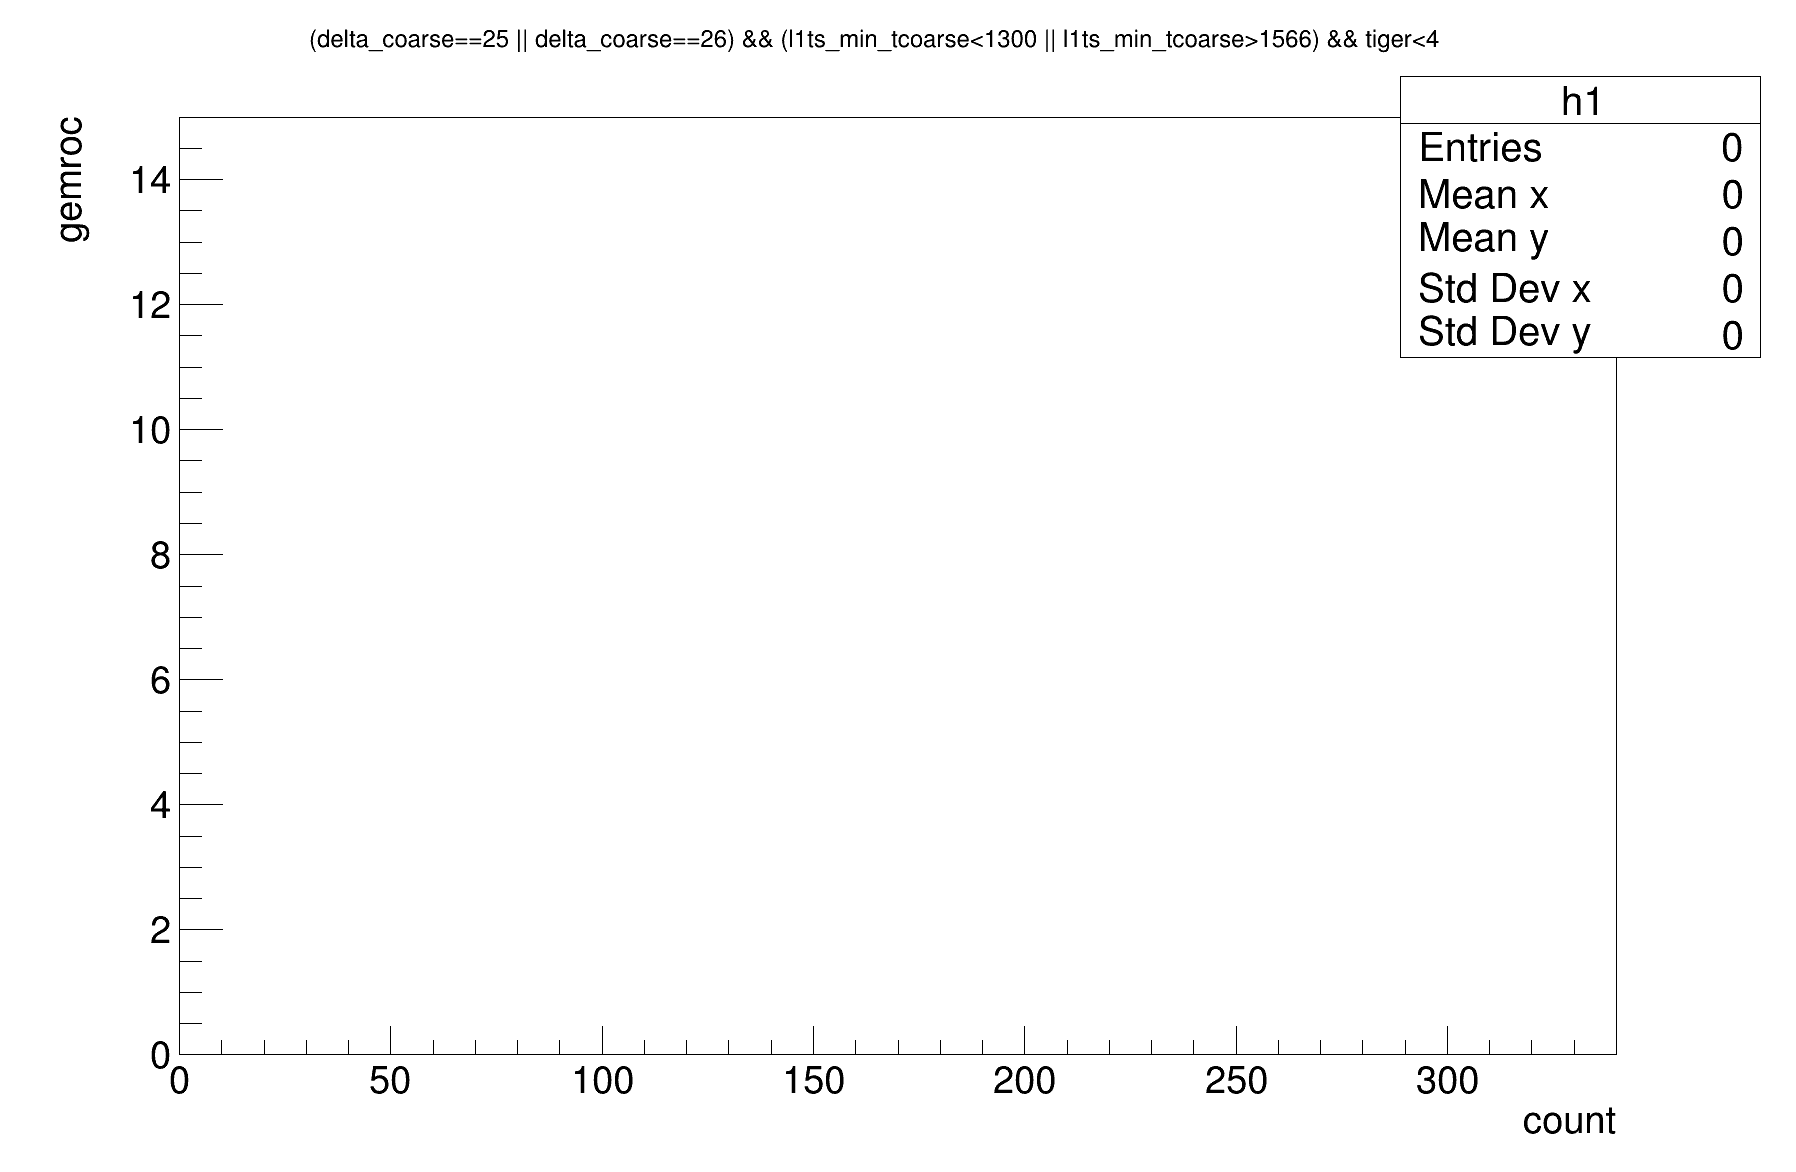 (delta_coarse==25 || delta_coarse==26) && (l1ts_min_tcoarse<1300 || l1ts_min_tcoarse>1566) && tiger<4
h1
Entries 0
Mean x 0
Mean y 0
Std Dev x 0
Std Dev y 0
gemroc
14
12
10
8
6
4
2
0
0 50 100 150 200 250 300
count